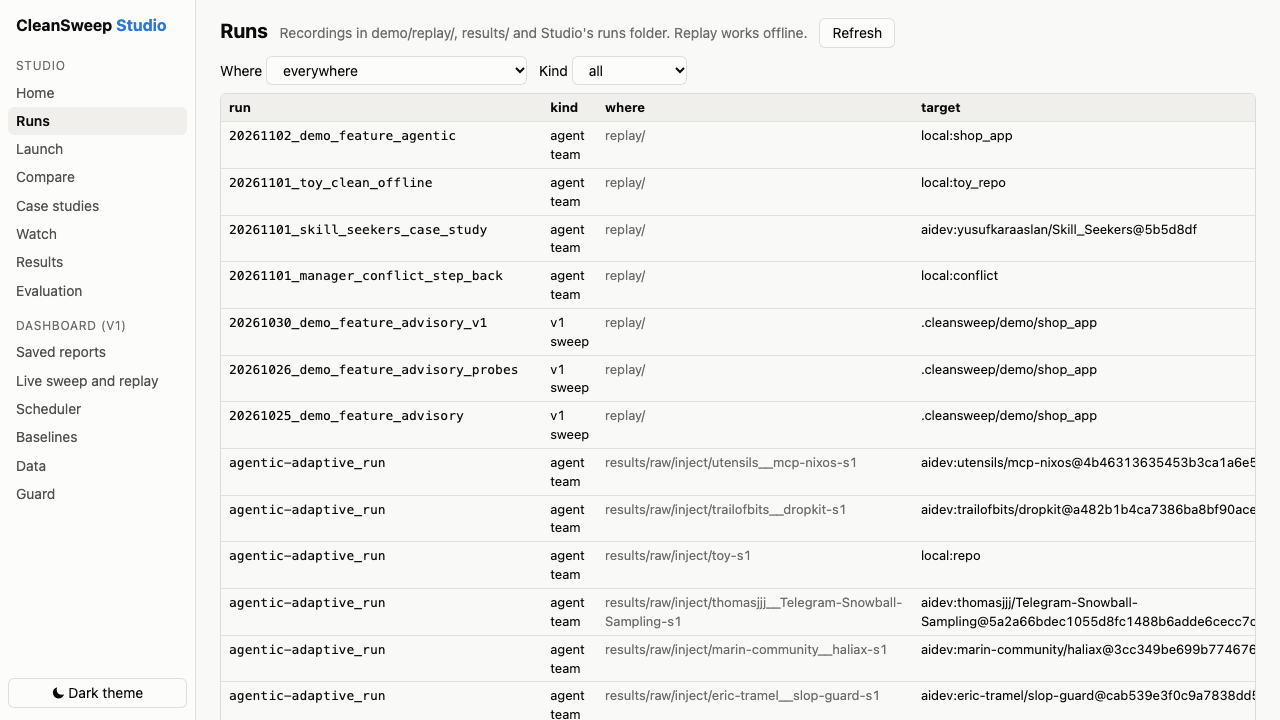 CleanSweep Studio
STUDIO
Home
Runs
Launch
Compare
Case studies
Watch
Results
Evaluation
DASHBOARD (V1)
Saved reports
Live sweep and replay
Scheduler
Baselines
Data
Guard
Dark theme
Runs Recordings in demo/replay/, results/ and Studio's runs folder. Replay works offline. Refresh
Where everywhere Kind all
run kind where target
20261102_demo_feature_agentic agent team replay/ local:shop_app
20261101_toy_clean_offline agent team replay/ local:toy_repo
20261101_skill_seekers_case_study agent team replay/ aidev:yusufkaraaslan/Skill_Seekers@5b5d8df
20261101_manager_conflict_step_back agent team replay/ local:conflict
20261030_demo_feature_advisory_v1 v1 sweep replay/ .cleansweep/demo/shop_app
20261026_demo_feature_advisory_probes v1 sweep replay/ .cleansweep/demo/shop_app
20261025_demo_feature_advisory v1 sweep replay/ .cleansweep/demo/shop_app
agentic-adaptive_run agent team results/raw/inject/utensils__mcp-nixos-s1 aidev:utensils/mcp-nixos@4b46313635453b3ca1a6e5
agentic-adaptive_run agent team results/raw/inject/trailofbits__dropkit-s1 aidev:trailofbits/dropkit@a482b1b4ca7386ba8bf90ace
agentic-adaptive_run agent team results/raw/inject/toy-s1 local:repo
agentic-adaptive_run agent team results/raw/inject/thomasjjj__Telegram-Snowball-Sampling-s1 aidev:thomasjjj/Telegram-Snowball-Sampling@5a2a66bdec1055d8fc1488b6adde6cecc7c
agentic-adaptive_run agent team results/raw/inject/marin-community__haliax-s1 aidev:marin-community/haliax@3cc349be699b774676
agentic-adaptive_run agent team results/raw/inject/eric-tramel__slop-guard-s1 aidev:eric-tramel/slop-guard@cab539e3f0c9a7838dd5